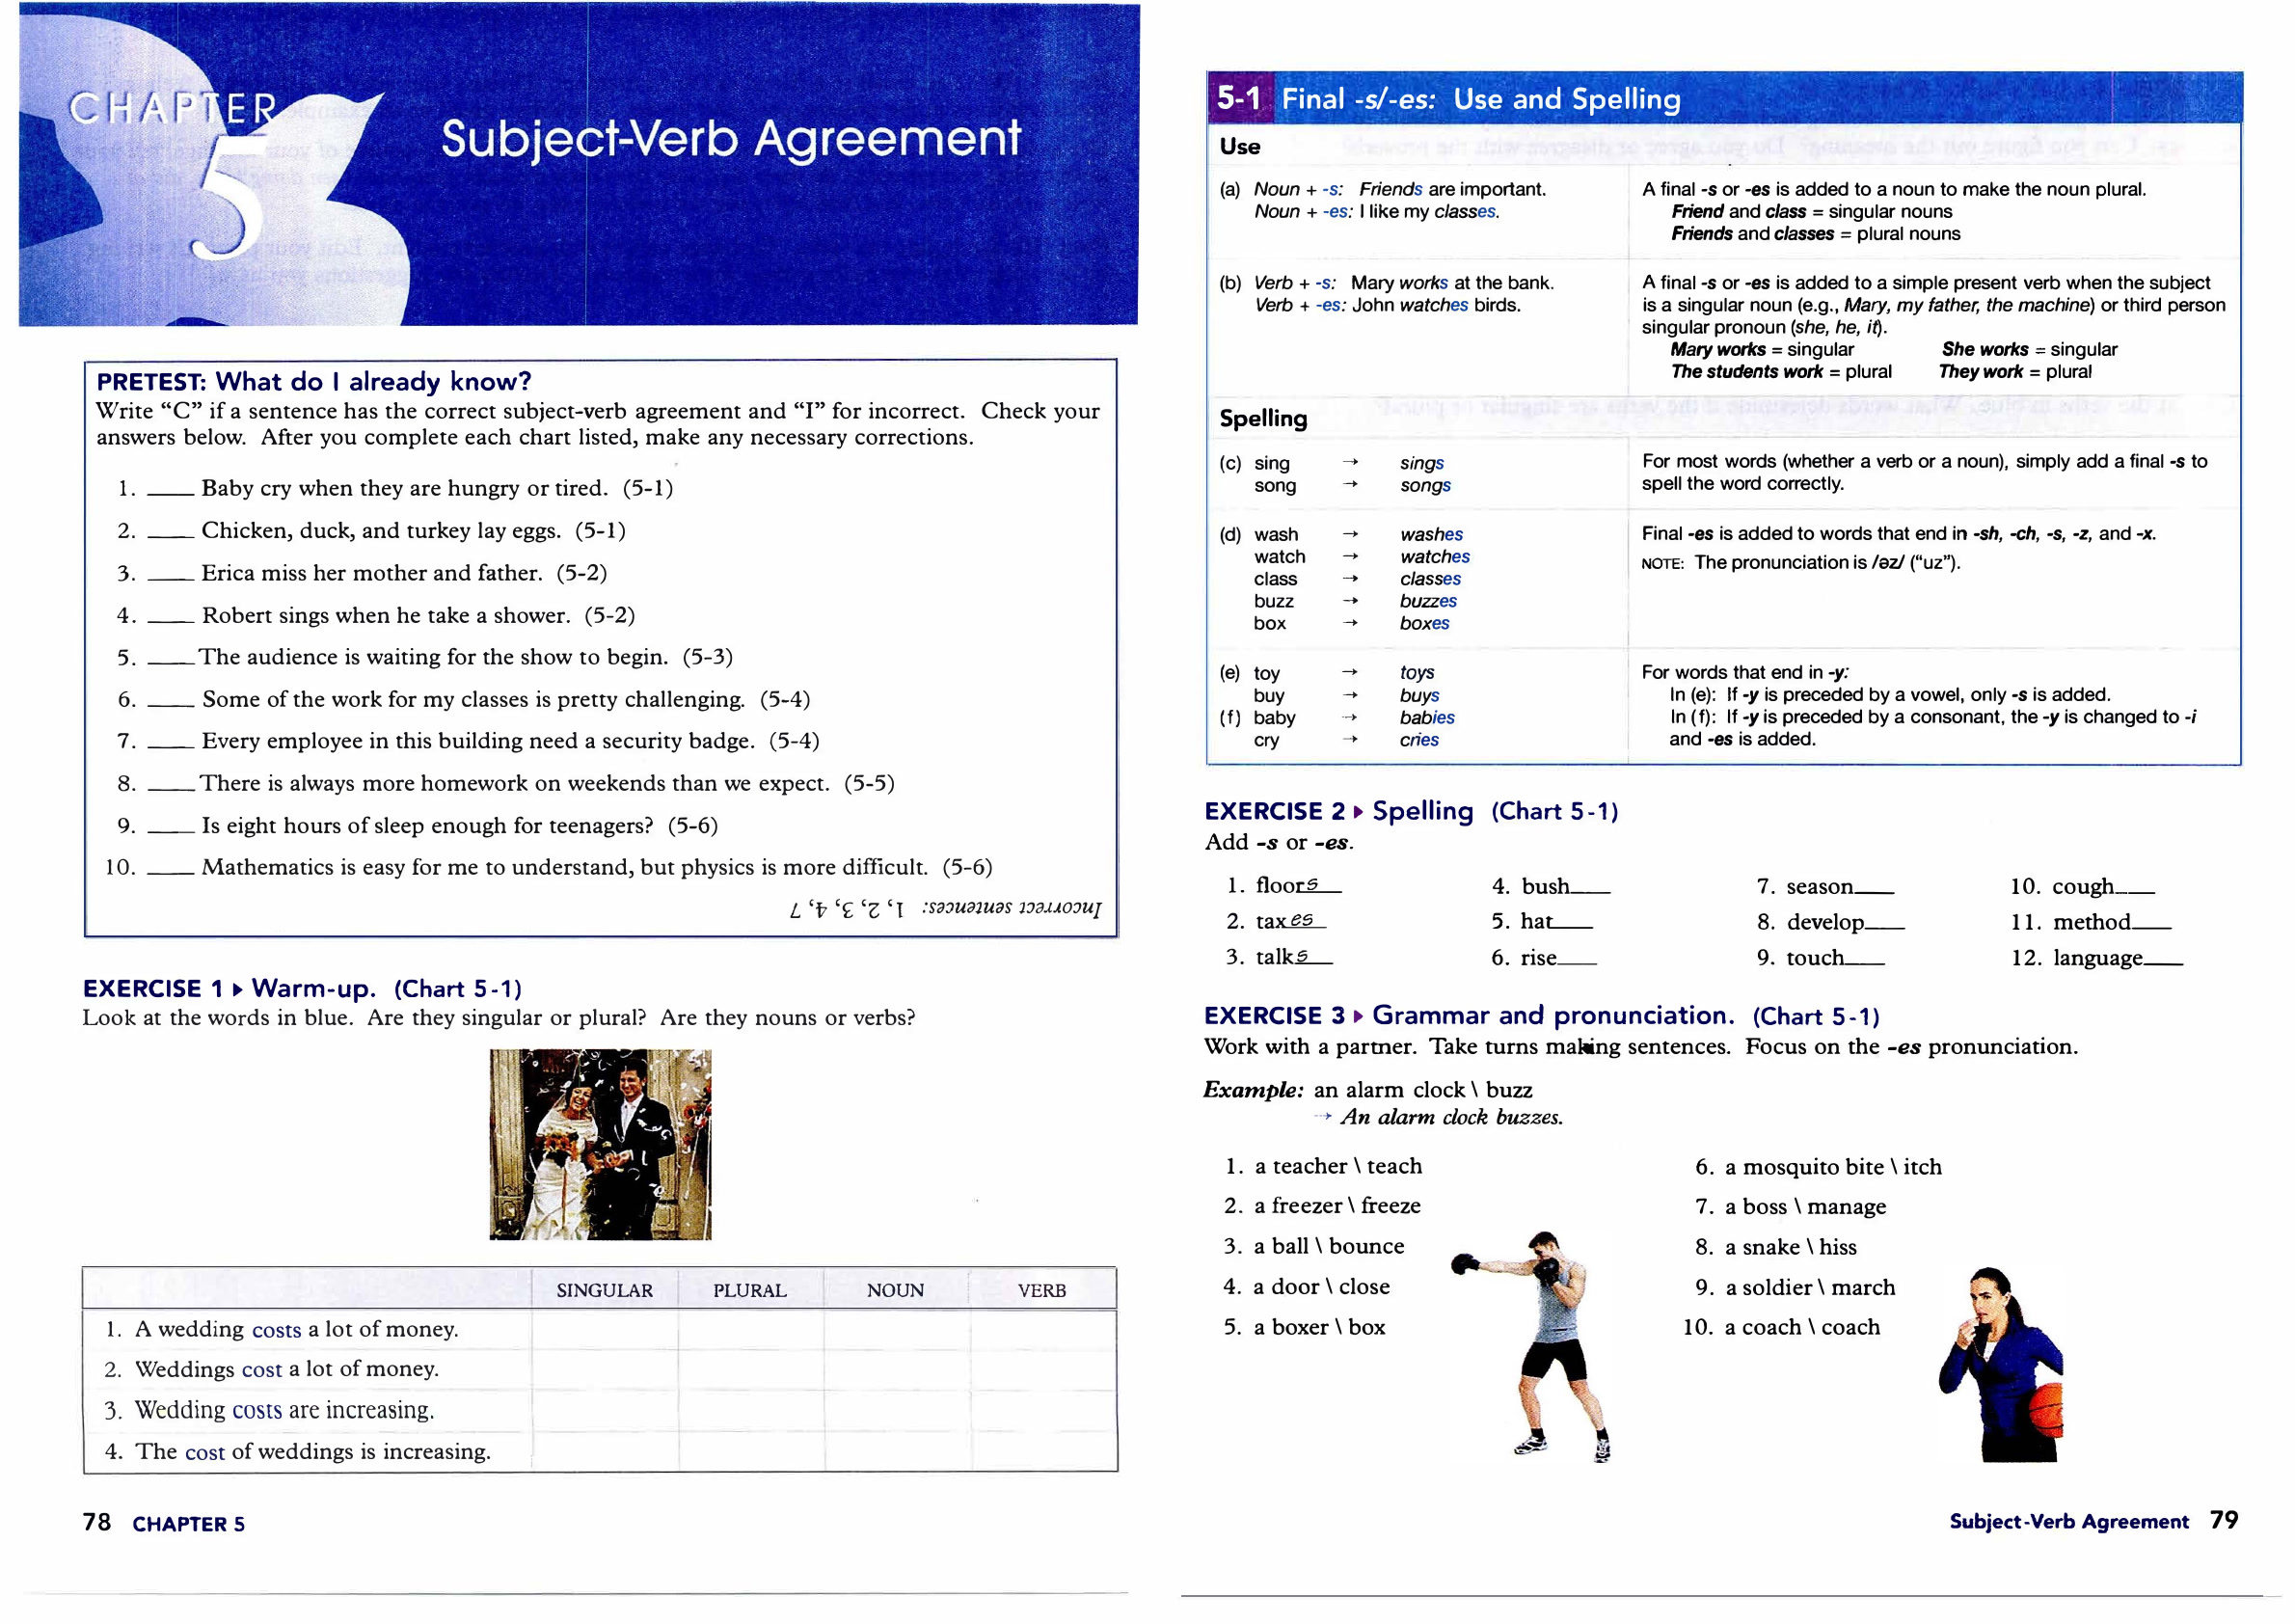 CHAPTER
5
Subject-Verb Agreement
PRETEST: What do I already know?
Write “C” if a sentence has the correct subject-verb agreement and “I” for incorrect. Check your
answers below. After you complete each chart listed, make any necessary corrections.
1. ____ Baby cry when they are hungry or tired. (5-1)
2. ____ Chicken, duck, and turkey lay eggs. (5-1)
3. ____ Erica miss her mother and father. (5-2)
4. ____ Robert sings when he take a shower. (5-2)
5. ____ The audience is waiting for the show to begin. (5-3)
6. ____ Some of the work for my classes is pretty challenging. (5-4)
7. ____ Every employee in this building need a security badge. (5-4)
8. ____ There is always more homework on weekends than we expect. (5-5)
9. ____ Is eight hours of sleep enough for teenagers? (5-6)
10. ____ Mathematics is easy for me to understand, but physics is more difficult. (5-6)
Incorrect sentences: 1, 2, 3, 4, 7
EXERCISE 1 ▸ Warm-up. (Chart 5-1)
Look at the words in blue. Are they singular or plural? Are they nouns or verbs?
SINGULAR PLURAL NOUN VERB
1. A wedding costs a lot of money.
2. Weddings cost a lot of money.
3. Wedding costs are increasing.
4. The cost of weddings is increasing.
78 CHAPTER 5
5-1 Final -s/-es: Use and Spelling
Use
(a) Noun + -s: Friends are important.
Noun + -es: I like my classes.
A final -s or -es is added to a noun to make the noun plural.
Friend and class = singular nouns
Friends and classes = plural nouns
(b) Verb + -s: Mary works at the bank.
Verb + -es: John watches birds.
A final -s or -es is added to a simple present verb when the subject
is a singular noun (e.g., Mary, my father, the machine) or third person
singular pronoun (she, he, it).
Mary works = singular She works = singular
The students work = plural They work = plural
Spelling
(c) sing → sings
song → songs
For most words (whether a verb or a noun), simply add a final -s to
spell the word correctly.
(d) wash → washes
watch → watches
class → classes
buzz → buzzes
box → boxes
Final -es is added to words that end in -sh, -ch, -s, -z, and -x.
NOTE: The pronunciation is /əz/ (“uz”).
(e) toy → toys
buy → buys
(f) baby → babies
cry → cries
For words that end in -y:
In (e): If -y is preceded by a vowel, only -s is added.
In (f): If -y is preceded by a consonant, the -y is changed to -i
and -es is added.
EXERCISE 2 ▸ Spelling (Chart 5-1)
Add -s or -es.
1. floors 4. bush____ 7. season____ 10. cough____
2. taxes 5. hat____ 8. develop____ 11. method____
3. talks 6. rise____ 9. touch____ 12. language____
EXERCISE 3 ▸ Grammar and pronunciation. (Chart 5-1)
Work with a partner. Take turns making sentences. Focus on the -es pronunciation.
Example: an alarm clock \ buzz
→ An alarm clock buzzes.
1. a teacher \ teach
2. a freezer \ freeze
3. a ball \ bounce
4. a door \ close
5. a boxer \ box
6. a mosquito bite \ itch
7. a boss \ manage
8. a snake \ hiss
9. a soldier \ march
10. a coach \ coach
Subject-Verb Agreement 79